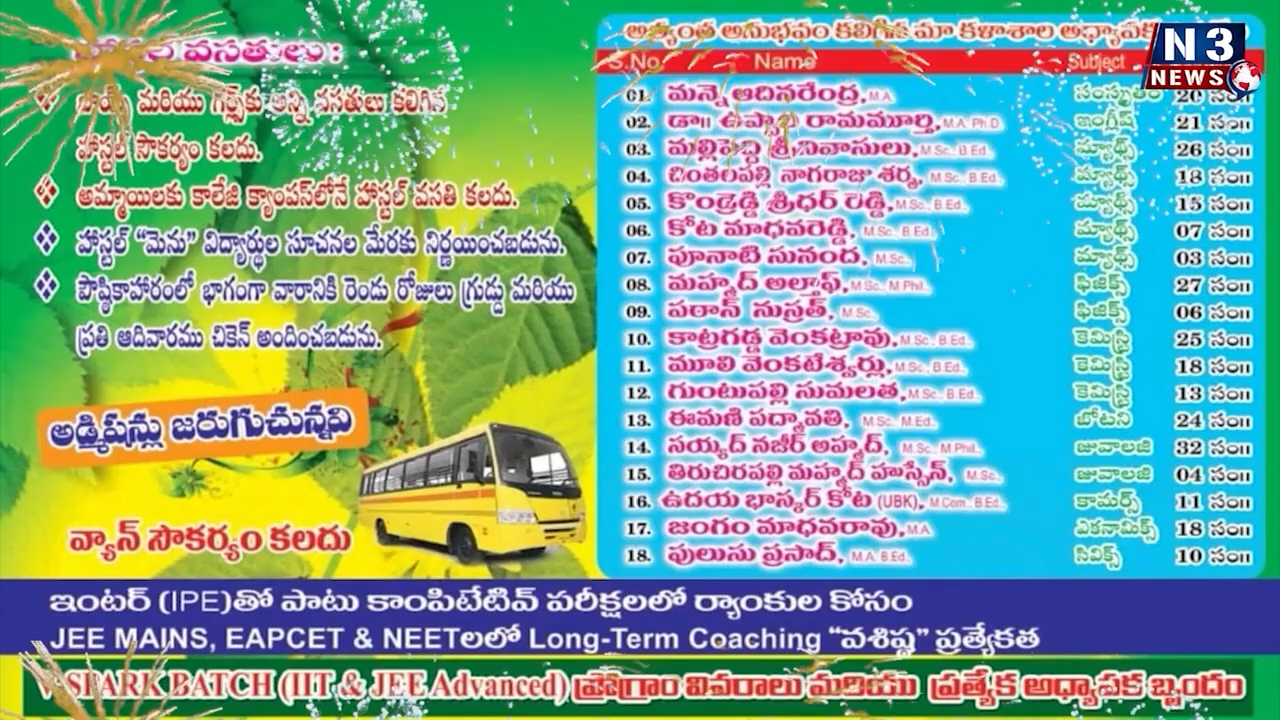 వసతులు :
బాయ్స్ మరియు గర్ల్స్‌కు అన్ని వసతులు కలిగిన
హాస్టల్ సౌకర్యం కలదు.
అమ్మాయిలకు కాలేజి క్యాంపస్‌లోనే హాస్టల్ వసతి కలదు.
హాస్టల్ “మెను” విద్యార్థుల సూచనల మేరకు నిర్ణయించబడును.
పౌష్ఠికాహారంలో భాగంగా వారానికి రెండు రోజులు గ్రుడ్డు మరియు
ప్రతి ఆదివారము చికెన్ అందించబడును.
అడ్మిషన్లు జరుగుచున్నవి
వ్యాన్ సౌకర్యం కలదు
అత్యంత అనుభవం కలిగిన మా కళాశాల
N3
NEWS
S.No Name Subject
01. మన్నె ఆదినరేంద్ర, M.A. సంస్కృతం 20 సం॥
02. డా॥ ఉప్పాల రామమూర్తి, M.A. Ph.D ఇంగ్లీష్ 21 సం॥
03. మల్లిపెద్ది శ్రీనివాసులు, M.Sc., B.Ed. మ్యాథ్స్ 26 సం॥
04. చింతలపల్లి నాగరాజు శర్మ, M.Sc., B.Ed. మ్యాథ్స్ 18 సం॥
05. కొండ్రెడ్డి శ్రీధర్ రెడ్డి, M.Sc., B.Ed. మ్యాథ్స్ 15 సం॥
06. కోట మాధవరెడ్డి, M.Sc., B.Ed. మ్యాథ్స్ 07 సం॥
07. పూనాటి సునంద, M.Sc. మ్యాథ్స్ 03 సం॥
08. మహ్మద్ అల్తాఫ్, M.Sc., M.Phil., ఫిజిక్స్ 27 సం॥
09. పఠాన్ నుస్రత్, M.Sc. ఫిజిక్స్ 06 సం॥
10. కాట్రగడ్డ వెంకట్రావు, M.Sc., B.Ed. కెమిస్ట్రి 25 సం॥
11. మూలి వెంకటేశ్వర్లు, M.Sc., B.Ed. కెమిస్ట్రి 18 సం॥
12. గుంటుపల్లి సుమలత, M.Sc., B.Ed. కెమిస్ట్రి 13 సం॥
13. ఈమణి పద్మావతి, M.Sc., M.Ed. బోటని 24 సం॥
14. సయ్యద్ నజీర్ అహ్మద్, M.Sc., M.Phil., జువాలజి 32 సం॥
15. తిరుచిరపల్లి మహ్మద్ హుస్సేన్, M.Sc. జువాలజి 04 సం॥
16. ఉదయ భాస్కర్ కోట (UBK), M.Com., B.Ed. కామర్స్ 11 సం॥
17. జంగం మాధవరావు, M.A. ఎకనామిక్స్ 18 సం॥
18. పులుసు ప్రసాద్, M.A. B.Ed. సివిక్స్ 10 సం॥
ఇంటర్ (IPE)తో పాటు కాంపిటేటివ్ పరీక్షలలో ర్యాంకుల కోసం
JEE MAINS, EAPCET & NEETలలో Long-Term Coaching “వశిష్ట” ప్రత్యేకత
V-SPARK BATCH (IIT & JEE Advanced) ప్రోగ్రాం వివరాలు మరియు ప్రత్యేక అధ్యాపక బృందం